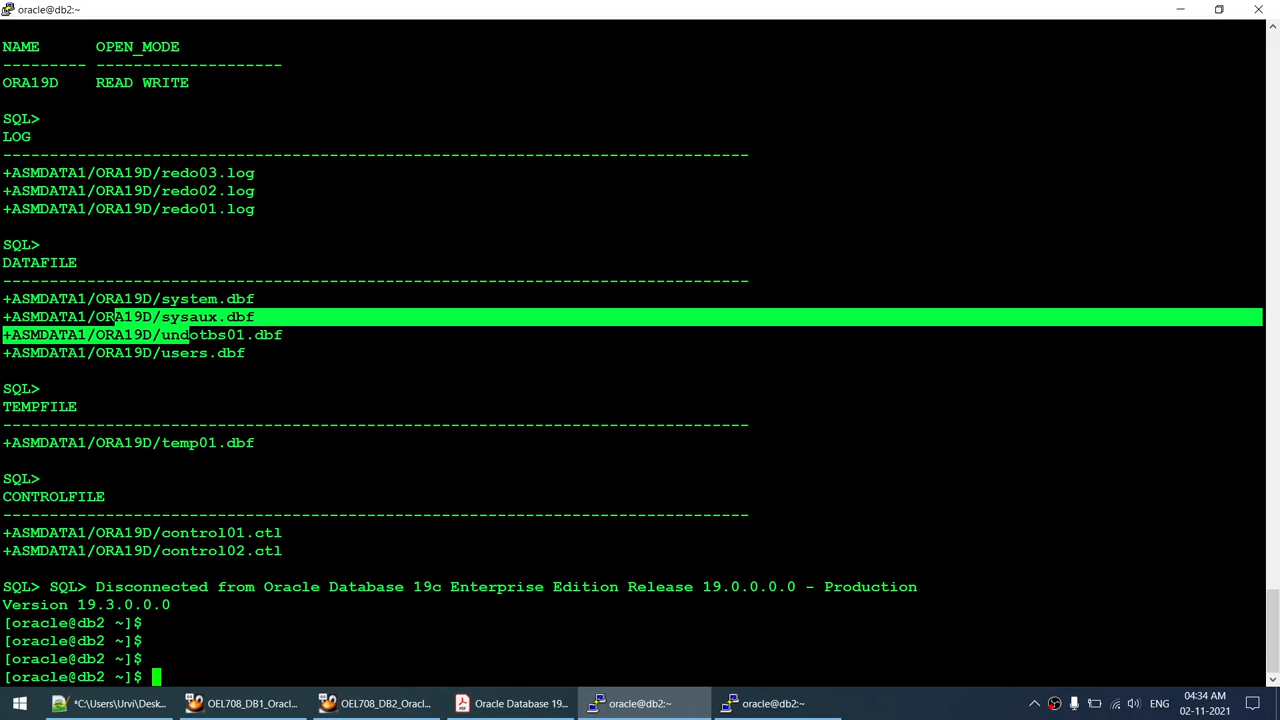 oracle@db2:~
NAME      OPEN_MODE
--------- --------------------
ORA19D    READ WRITE
SQL>
LOG
--------------------------------------------------------------------------------
+ASMDATA1/ORA19D/redo03.log
+ASMDATA1/ORA19D/redo02.log
+ASMDATA1/ORA19D/redo01.log
SQL>
DATAFILE
--------------------------------------------------------------------------------
+ASMDATA1/ORA19D/system.dbf
+ASMDATA1/ORA19D/sysaux.dbf
+ASMDATA1/ORA19D/undotbs01.dbf
+ASMDATA1/ORA19D/users.dbf
SQL>
TEMPFILE
--------------------------------------------------------------------------------
+ASMDATA1/ORA19D/temp01.dbf
SQL>
CONTROLFILE
--------------------------------------------------------------------------------
+ASMDATA1/ORA19D/control01.ctl
+ASMDATA1/ORA19D/control02.ctl
SQL> SQL> Disconnected from Oracle Database 19c Enterprise Edition Release 19.0.0.0.0 - Production
Version 19.3.0.0.0
[oracle@db2 ~]$
[oracle@db2 ~]$
[oracle@db2 ~]$
[oracle@db2 ~]$
*C:\Users\Urvi\Desk... OEL708_DB1_Oracl... OEL708_DB2_Oracl... Oracle Database 19... oracle@db2:~ oracle@db2:~ ENG 04:34 AM
02-11-2021